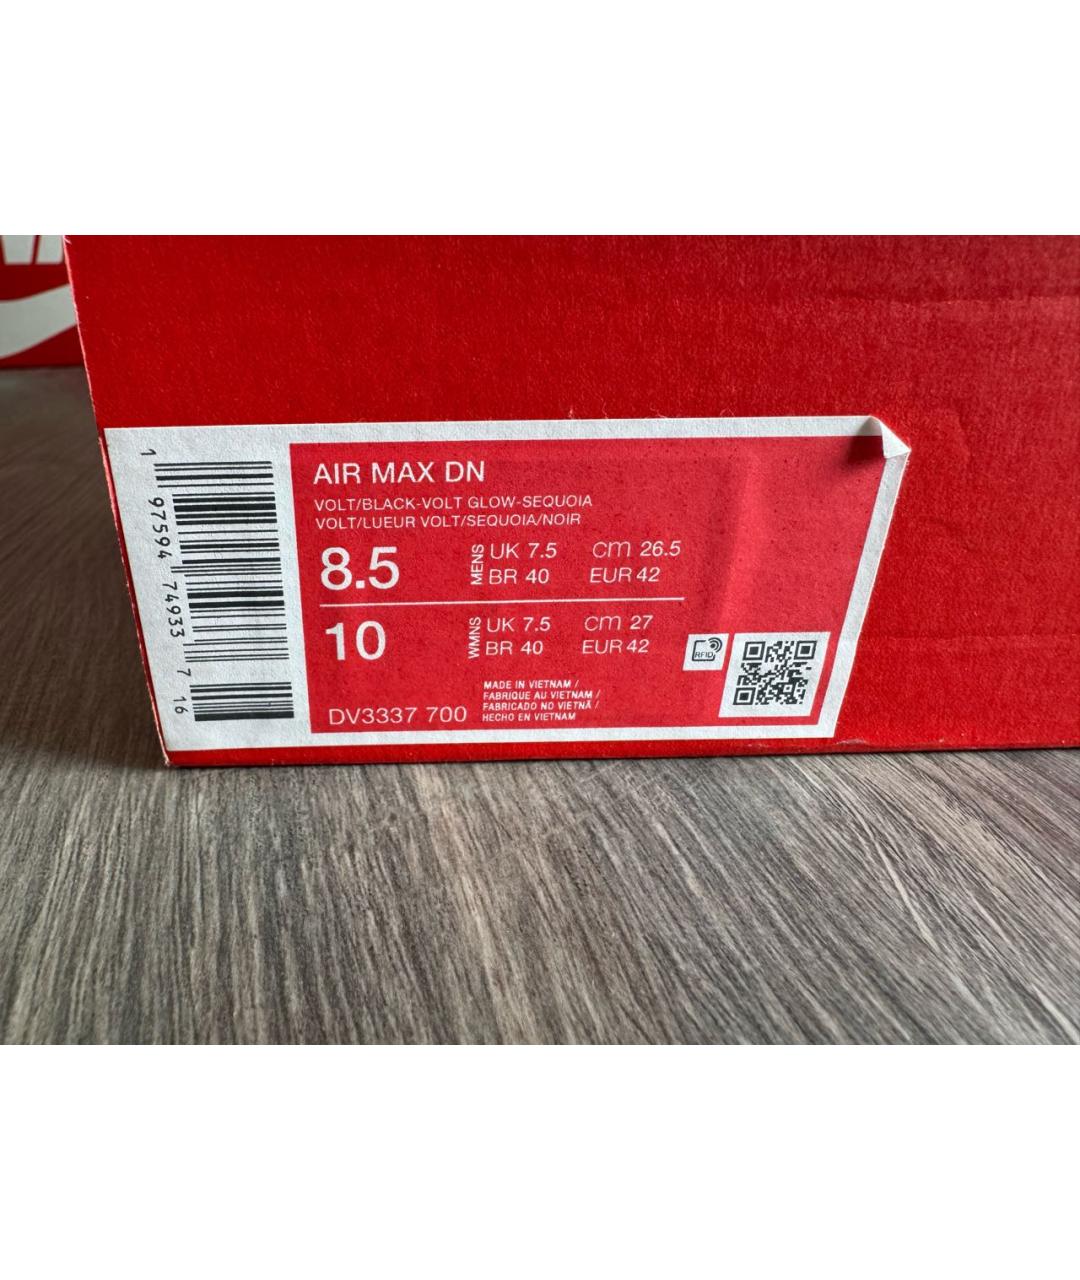 AIR MAX DN
VOLT/BLACK-VOLT GLOW-SEQUOIA
VOLT/LUEUR VOLT/SEQUOIA/NOIR
8.5 MENS UK 7.5 cm 26.5
BR 40 EUR 42
10 WMNS UK 7.5 cm 27
BR 40 EUR 42
RFID
MADE IN VIETNAM /
FABRIQUE AU VIETNAM /
FABRICADO NO VIETNÃ /
HECHO EN VIETNAM
DV3337 700
1 97594 74933 7 16